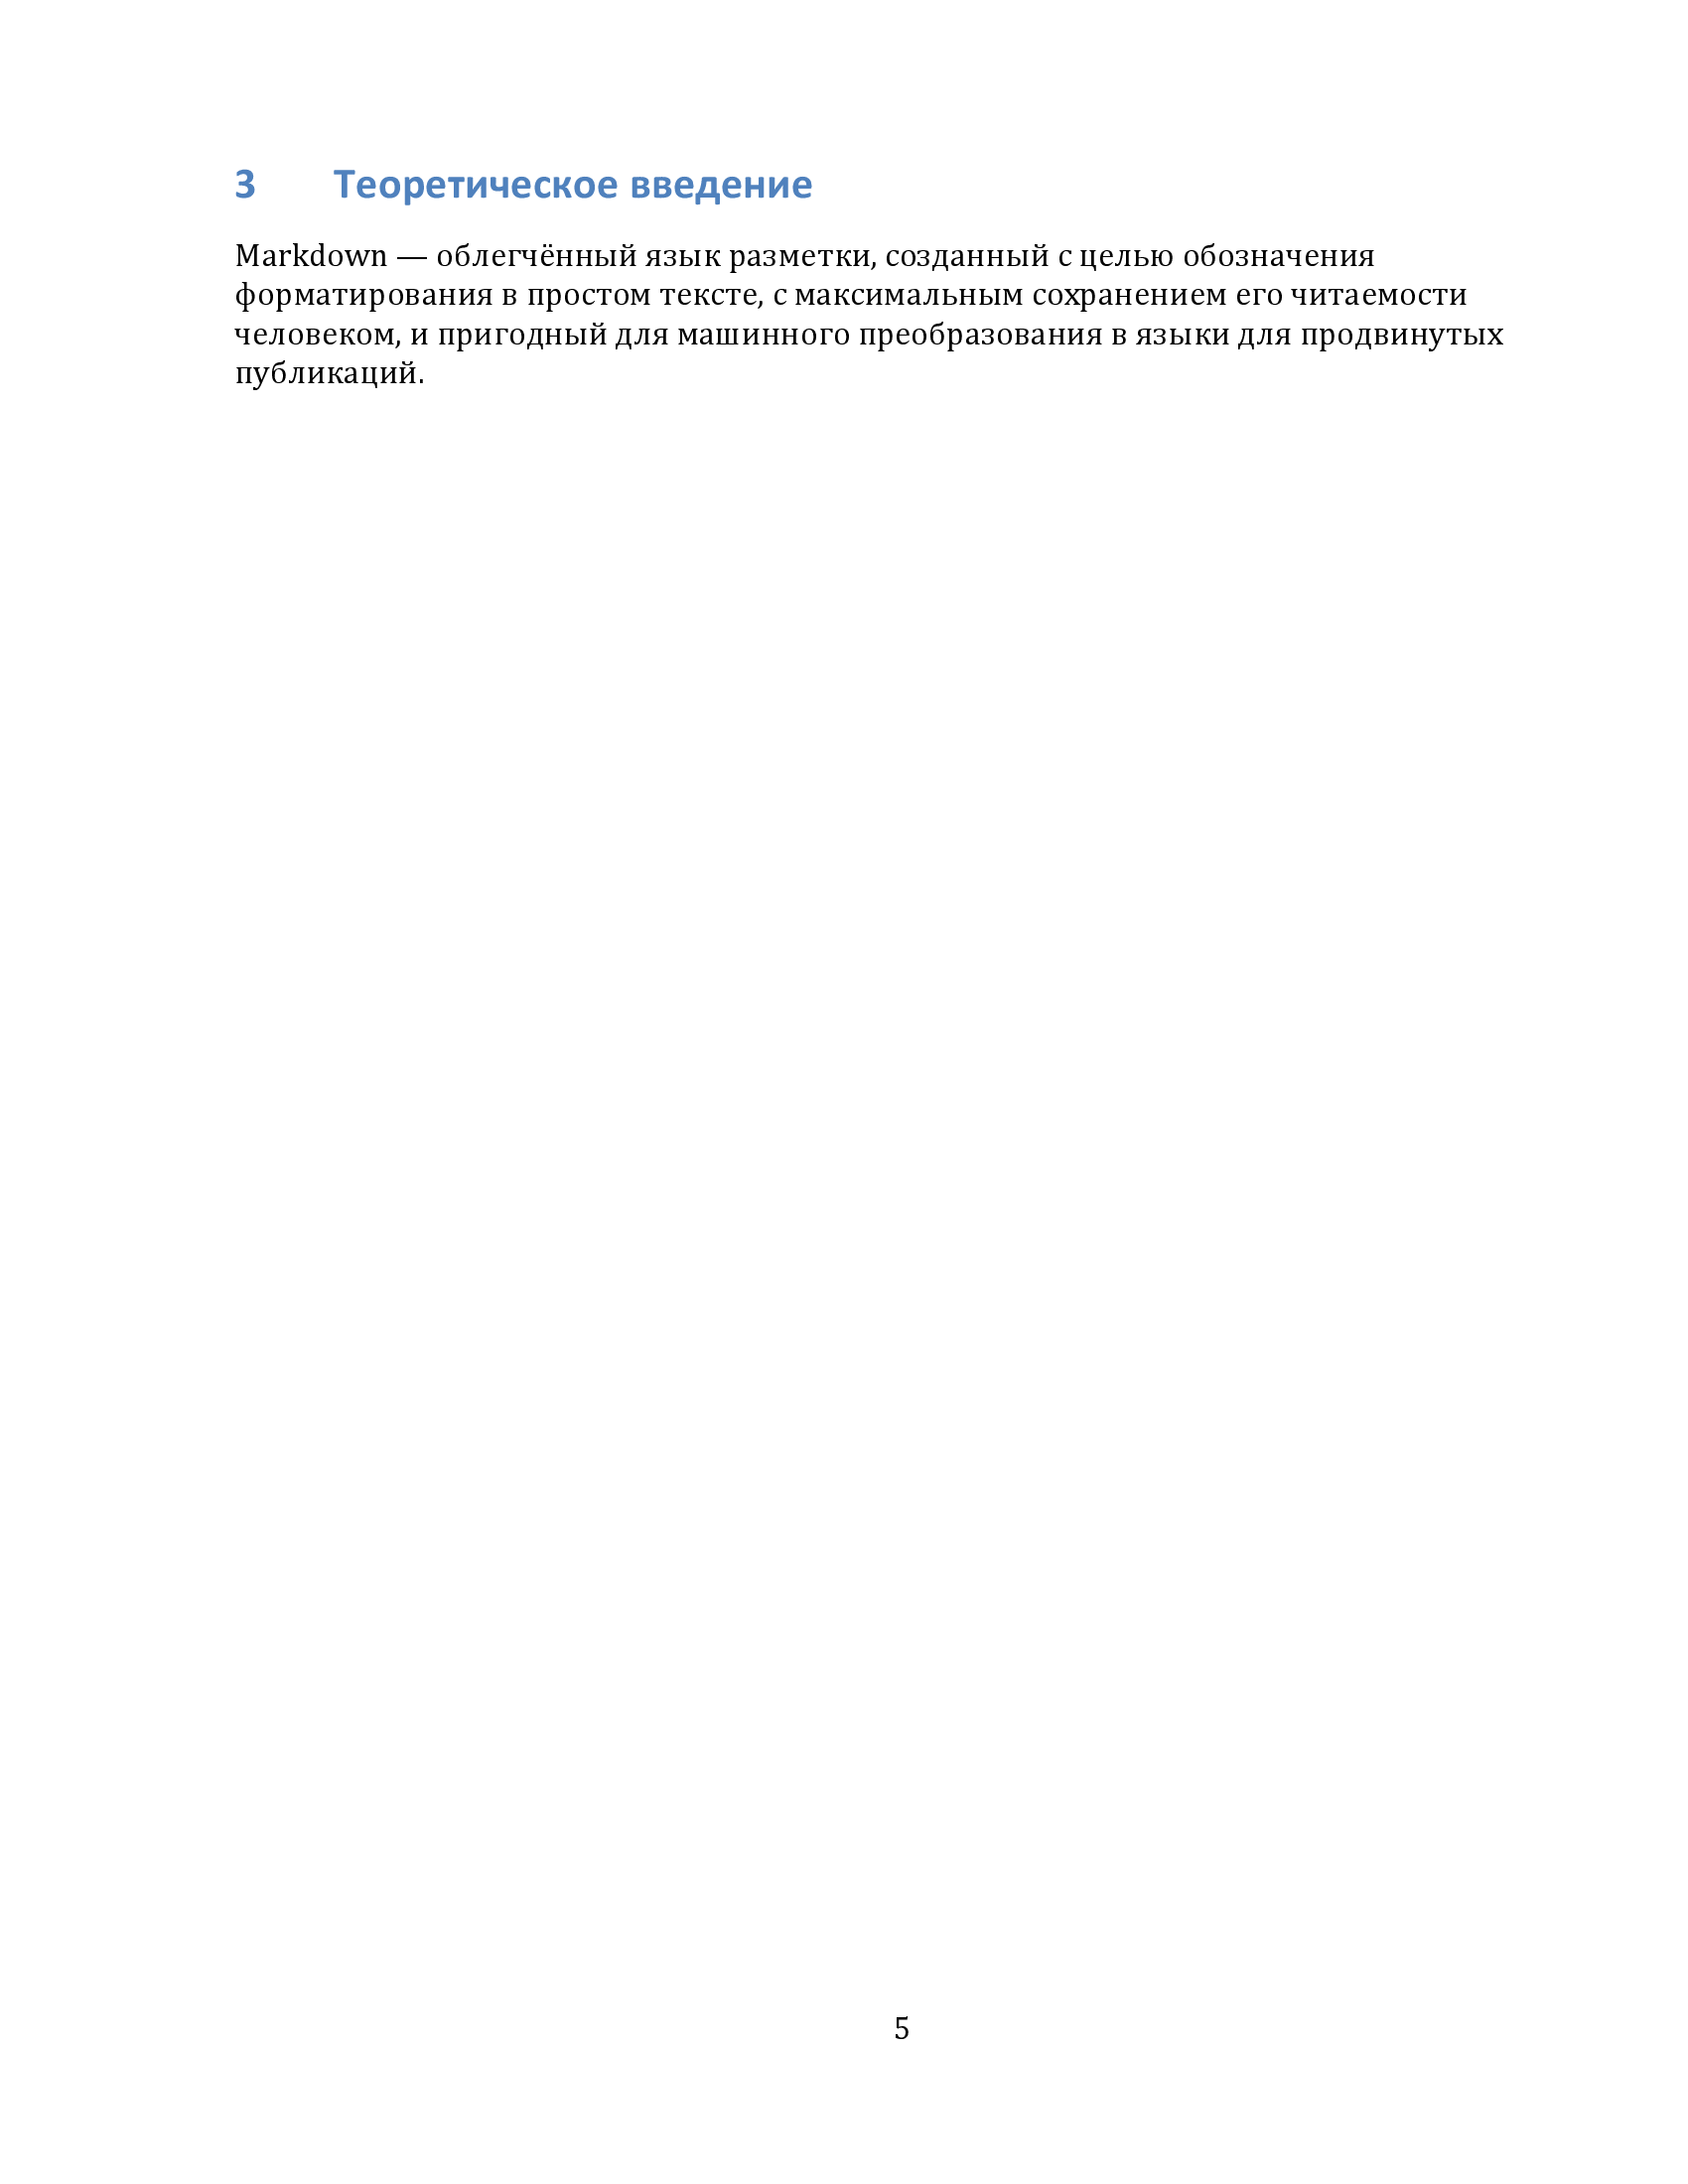 3 Теоретическое введение
Markdown — облегчённый язык разметки, созданный с целью обозначения
форматирования в простом тексте, с максимальным сохранением его читаемости
человеком, и пригодный для машинного преобразования в языки для продвинутых
публикаций.
5